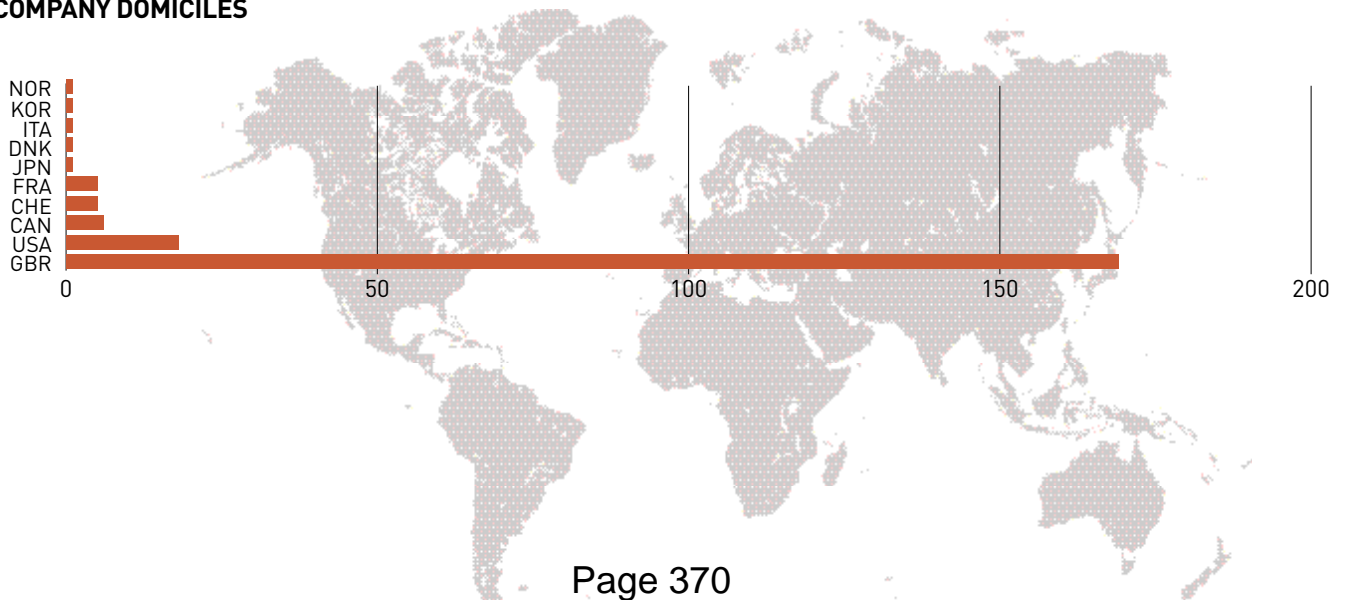 COMPANY DOMICILES
NOR
KOR
ITA
DNK
JPN
FRA
CHE
CAN
USA
GBR
0 50 100 150 200
Page 370